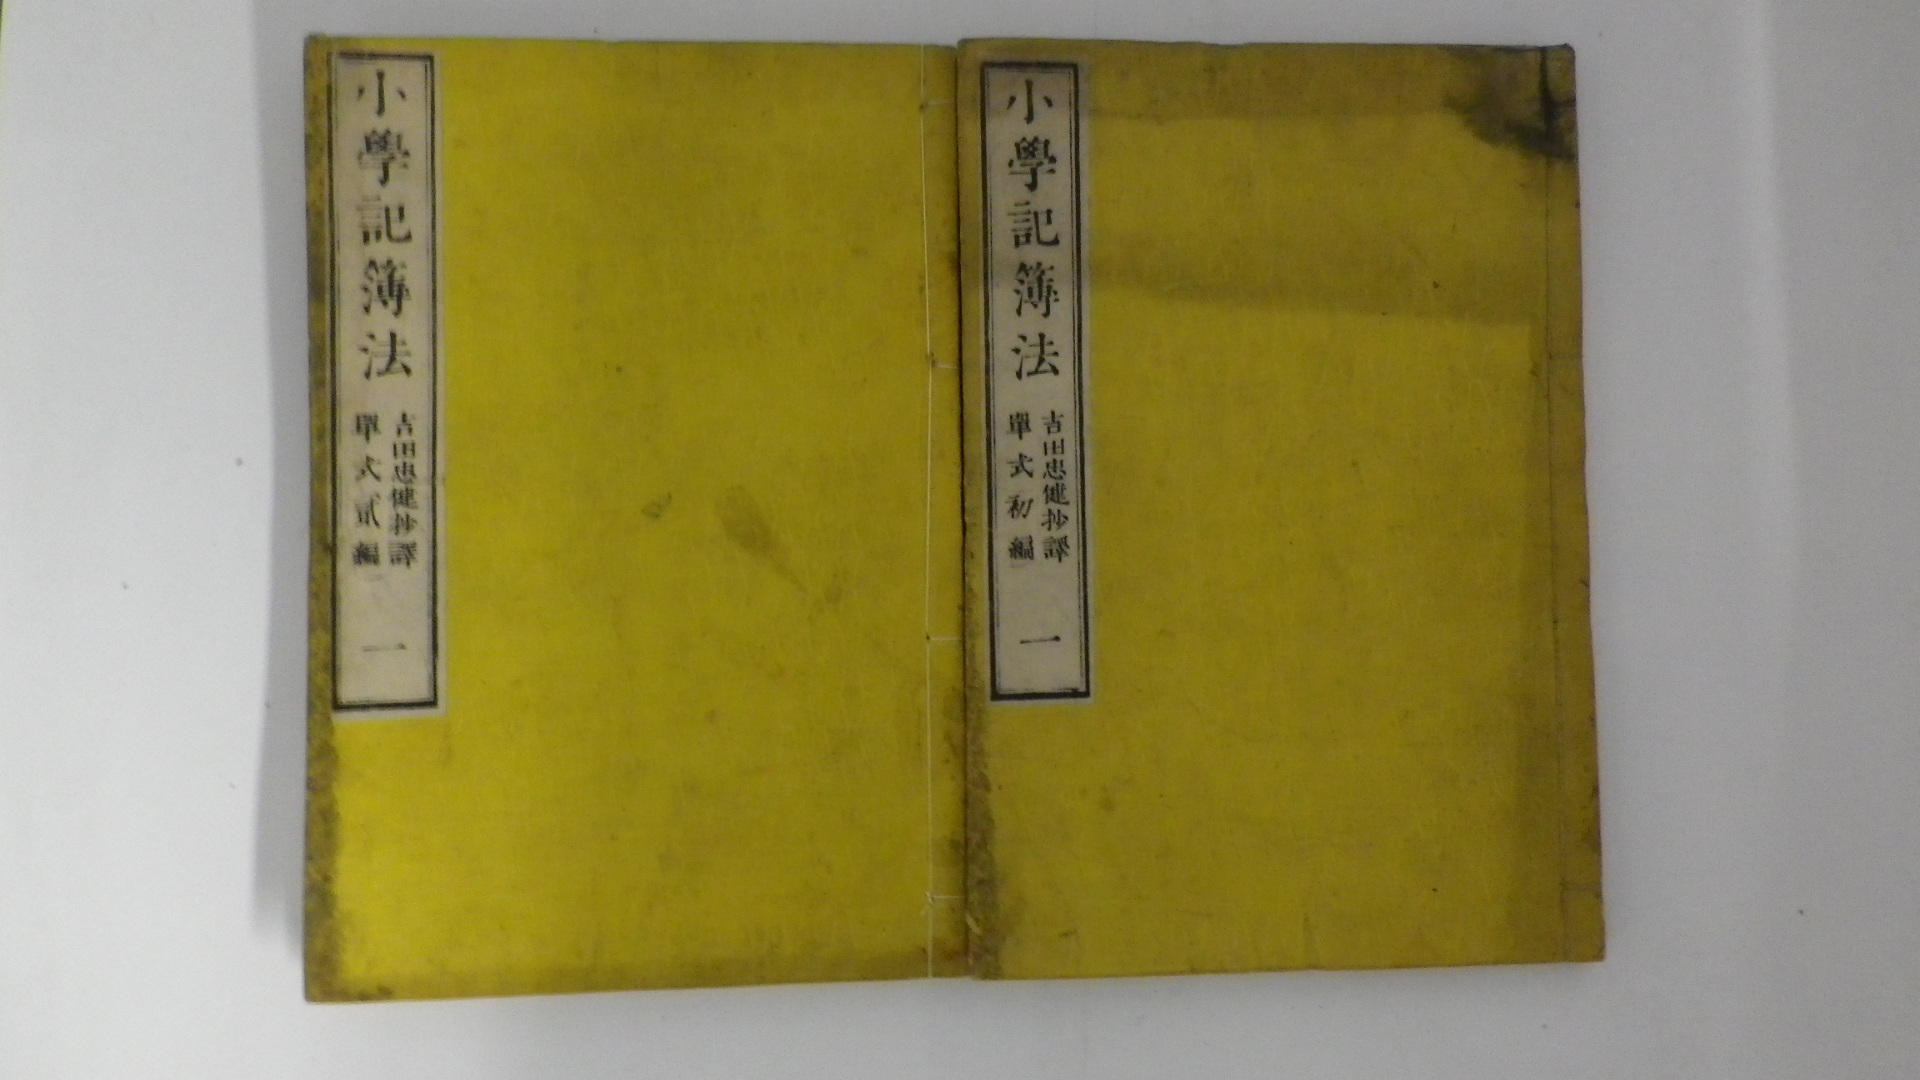 小學記簿法
吉田忠健抄譯
單式初編
一
小學記簿法
吉田忠健抄譯
單式貳編
一